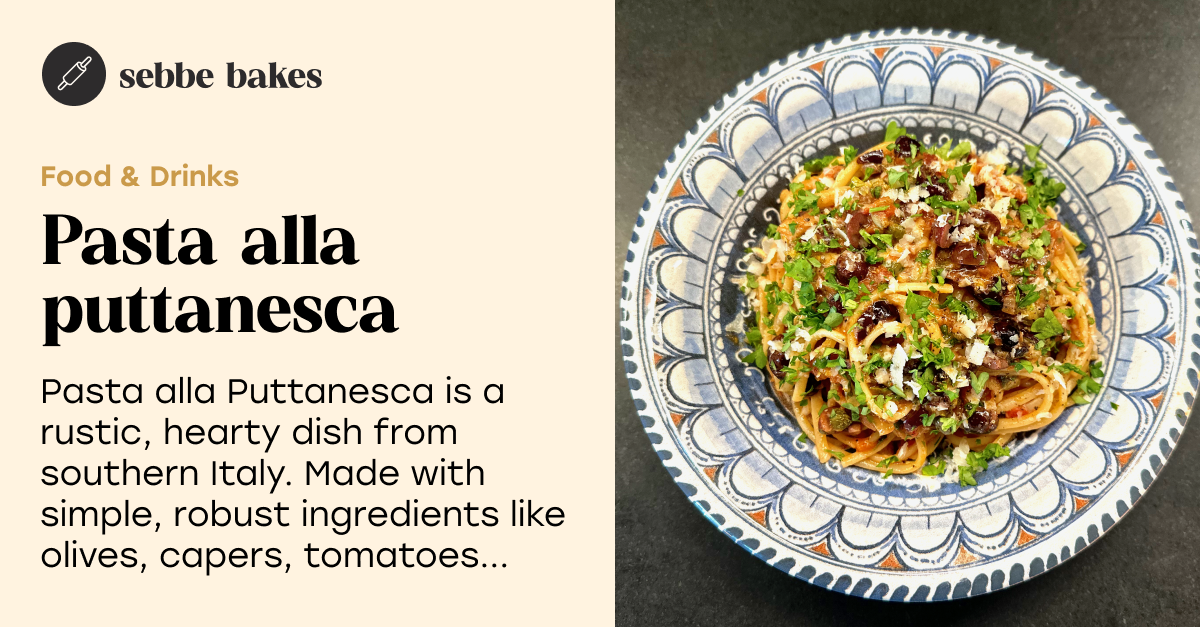 sebbe bakes
Food & Drinks
Pasta alla
puttanesca
Pasta alla Puttanesca is a
rustic, hearty dish from
southern Italy. Made with
simple, robust ingredients like
olives, capers, tomatoes...